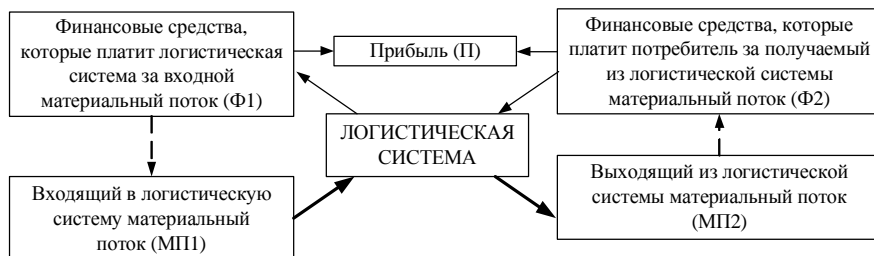 Финансовые средства,
которые платит логистическая
система за входной
материальный поток (Ф1)
Прибыль (П)
Финансовые средства, которые
платит потребитель за получаемый
из логистической системы
материальный поток (Ф2)
ЛОГИСТИЧЕСКАЯ
СИСТЕМА
Входящий в логистическую
систему материальный
поток (МП1)
Выходящий из логистической
системы материальный поток
(МП2)